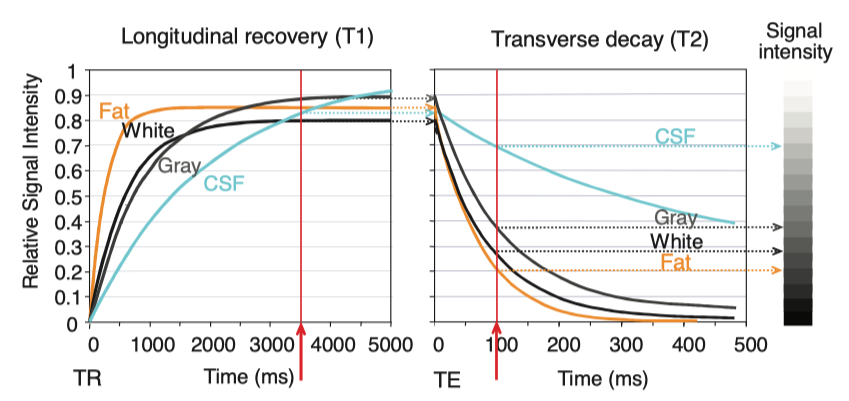 Longitudinal recovery (T1)
Transverse decay (T2)
Signal
intensity
Relative Signal Intensity
1
0.9
0.8
0.7
0.6
0.5
0.4
0.3
0.2
0.1
0
Fat
White
Gray
CSF
CSF
Gray
White
Fat
0 1000 2000 3000 4000 5000
0 100 200 300 400 500
TR Time (ms)
TE Time (ms)